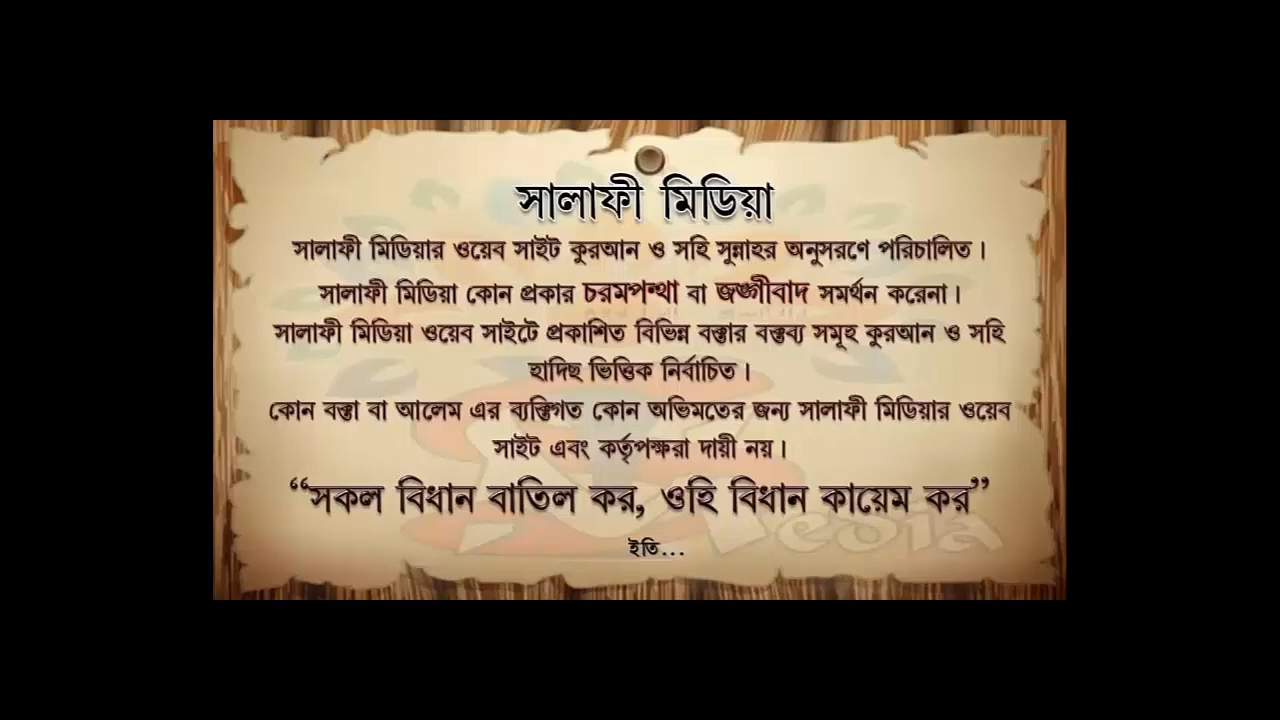 সালাফী মিডিয়া
সালাফী মিডিয়ার ওয়েব সাইট কুরআন ও সহি সুন্নাহর অনুসরণে পরিচালিত।
সালাফী মিডিয়া কোন প্রকার চরমপন্থা বা জঙ্গীবাদ সমর্থন করেনা।
সালাফী মিডিয়া ওয়েব সাইটে প্রকাশিত বিভিন্ন বক্তার বক্তব্য সমূহ কুরআন ও সহি
হাদিছ ভিত্তিক নির্বাচিত।
কোন বক্তা বা আলেম এর ব্যক্তিগত কোন অভিমতের জন্য সালাফী মিডিয়ার ওয়েব
সাইট এবং কর্তৃপক্ষরা দায়ী নয়।
“সকল বিধান বাতিল কর, ওহি বিধান কায়েম কর”
ইতি...